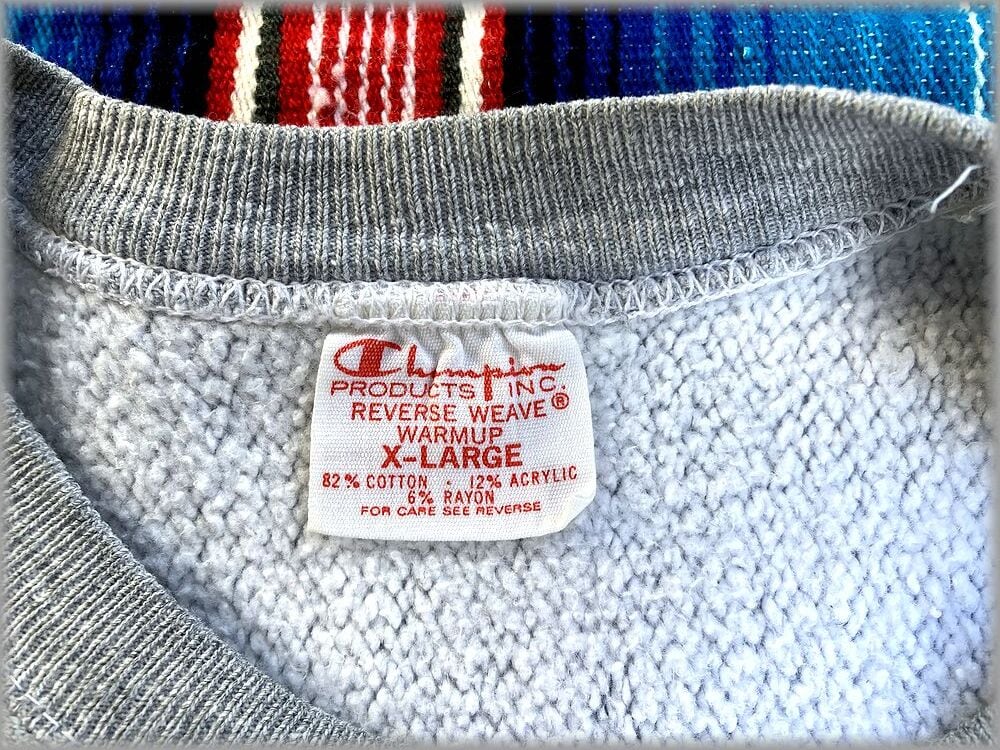 Champion
PRODUCTS INC.
REVERSE WEAVE ®
WARMUP
X-LARGE
82% COTTON · 12% ACRYLIC
6% RAYON
FOR CARE SEE REVERSE